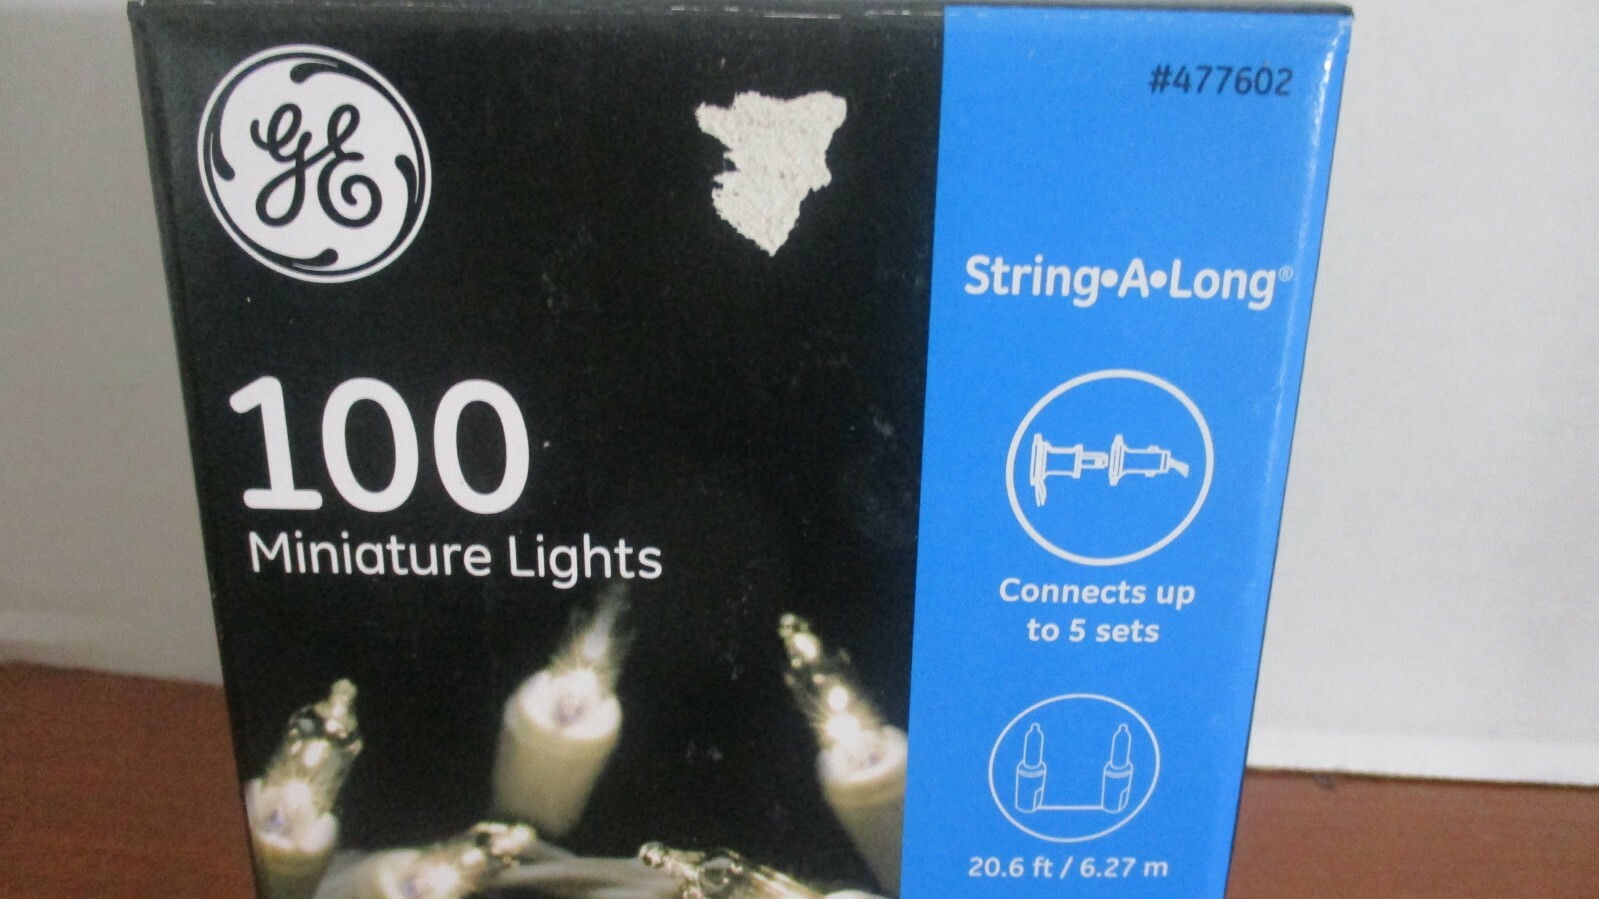 GE
#477602
String•A•Long®
100
Miniature Lights
Connects up
to 5 sets
20.6 ft / 6.27 m